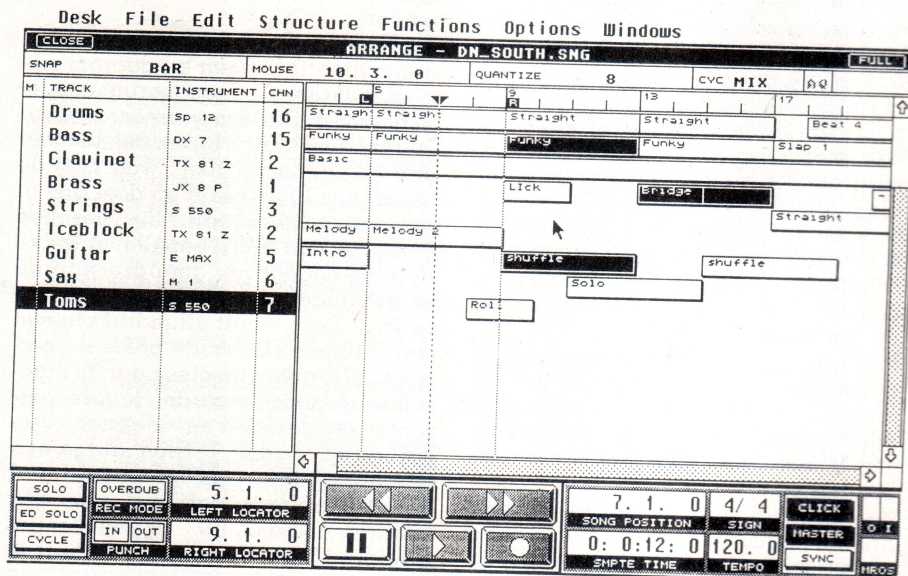 Desk File Edit Structure Functions Options Windows
CLOSE ARRANGE - DN_SOUTH.SNG FULL
SNAP BAR MOUSE 10. 3. 0 QUANTIZE 8 CYC MIX
M TRACK INSTRUMENT CHN L 5 9 R 13 17
Drums Sp 1 s 16 Straigh Straigh Straight Straight Beat 4
Bass DX 7 15 Funky Funky Funky Funky Slap 1
Clavinet TX 81 Z 2 Basic
Brass JX 8 P 1 LIck Bridge -
Strings S 550 3 Straight
Iceblock TX 81 Z 2 Melody Melody 2
Guitar E MAX 5 Intro shuffle shuffle
Sax M 1 6 Solo
Toms S 550 7 Rol
SOLO OVERDUB 5. 1. 0 7. 1. 0 4/ 4 CLICK
REC MODE LEFT LOCATOR SONG POSITION SIGN
ED SOLO MASTER O I
CYCLE IN OUT 9. 1. 0 0: 0:12: 0 120. 0 SYNC
PUNCH RIGHT LOCATOR SMPTE TIME TEMPO MROS